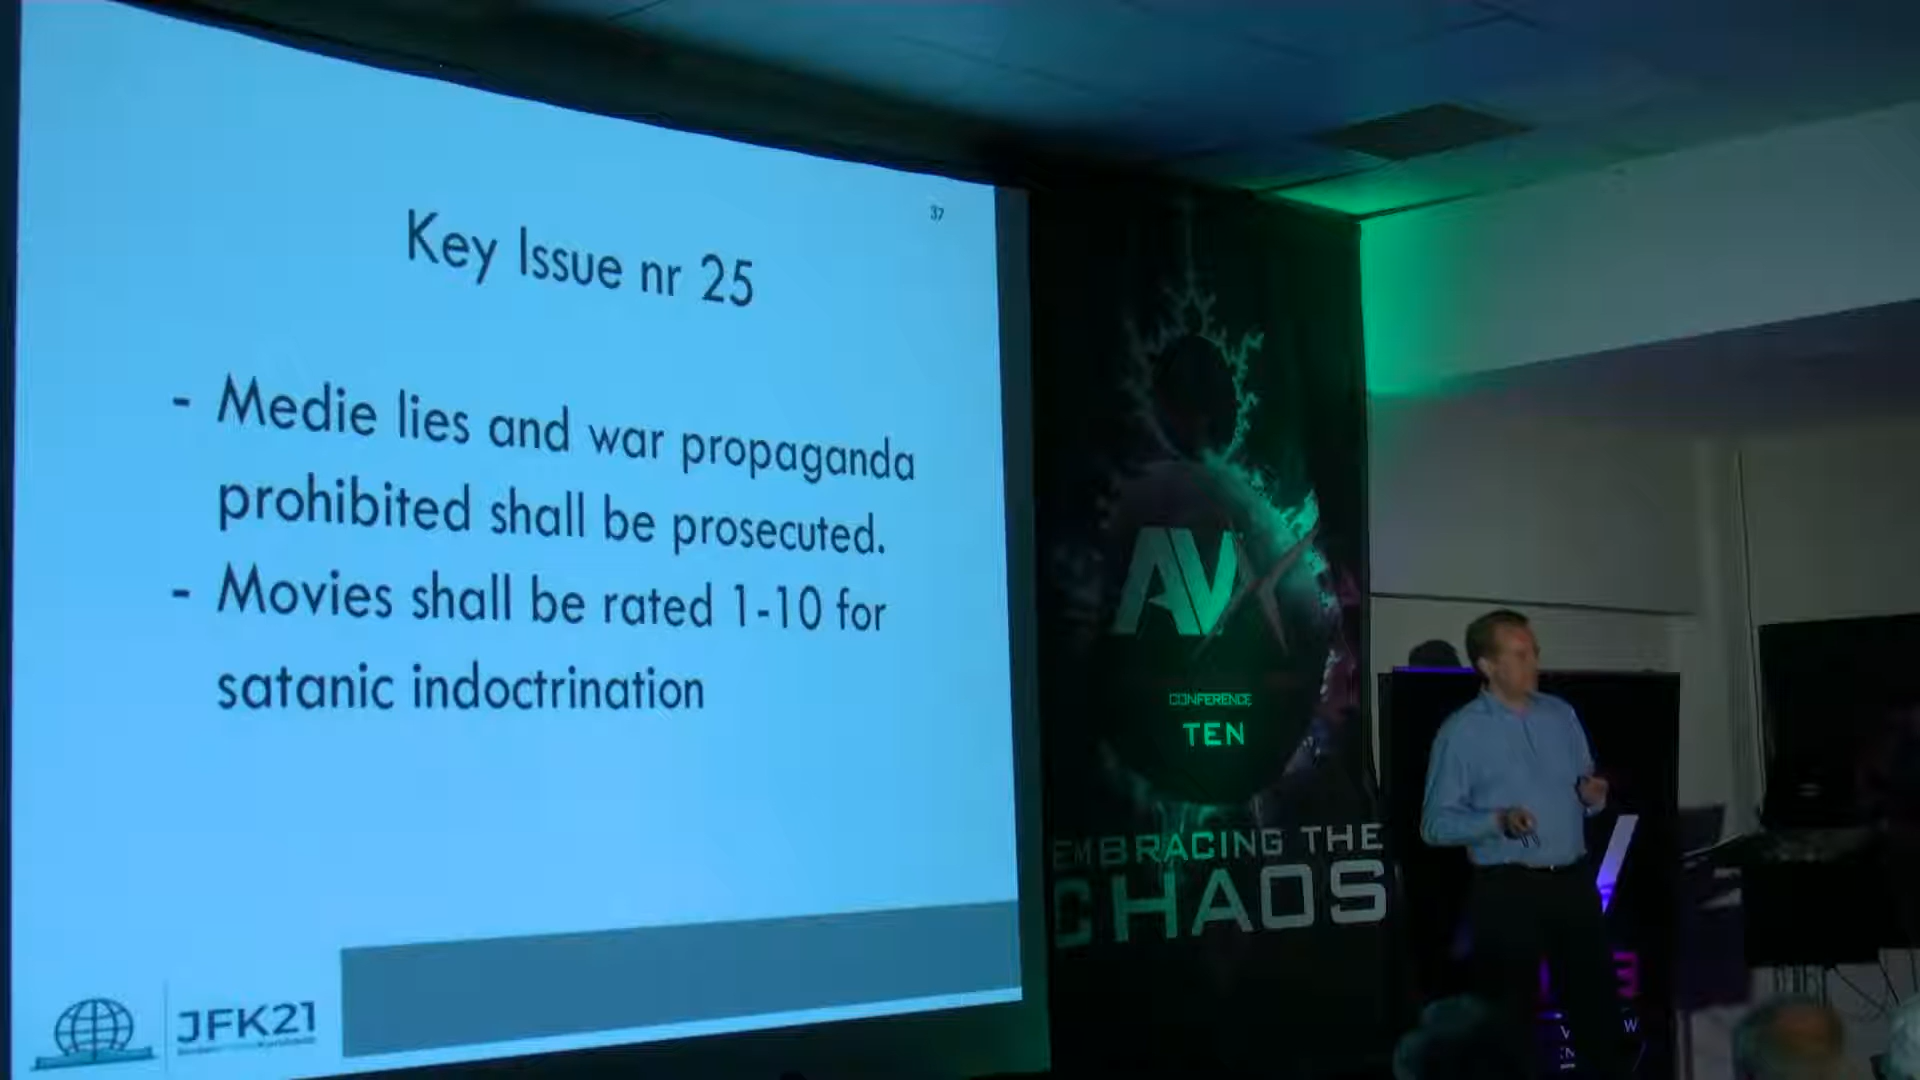 37
Key Issue nr 25
- Medie lies and war propaganda
prohibited shall be prosecuted.
- Movies shall be rated 1-10 for
satanic indoctrination
JFK21
AVX
CONFERENCE
TEN
EMBRACING THE
CHAOS